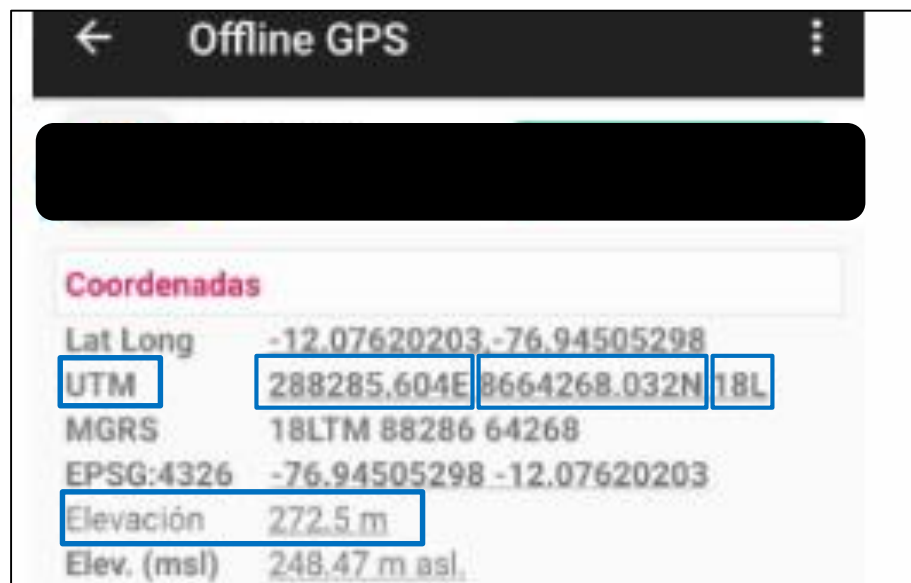 Offline GPS
Coordenadas
Lat Long -12.07620203,-76.94505298
UTM 288285.604E 8664268.032N 18L
MGRS 18LTM 88286 64268
EPSG:4326 -76.94505298 -12.07620203
Elevación 272.5 m
Elev. (msl) 248.47 m asl.